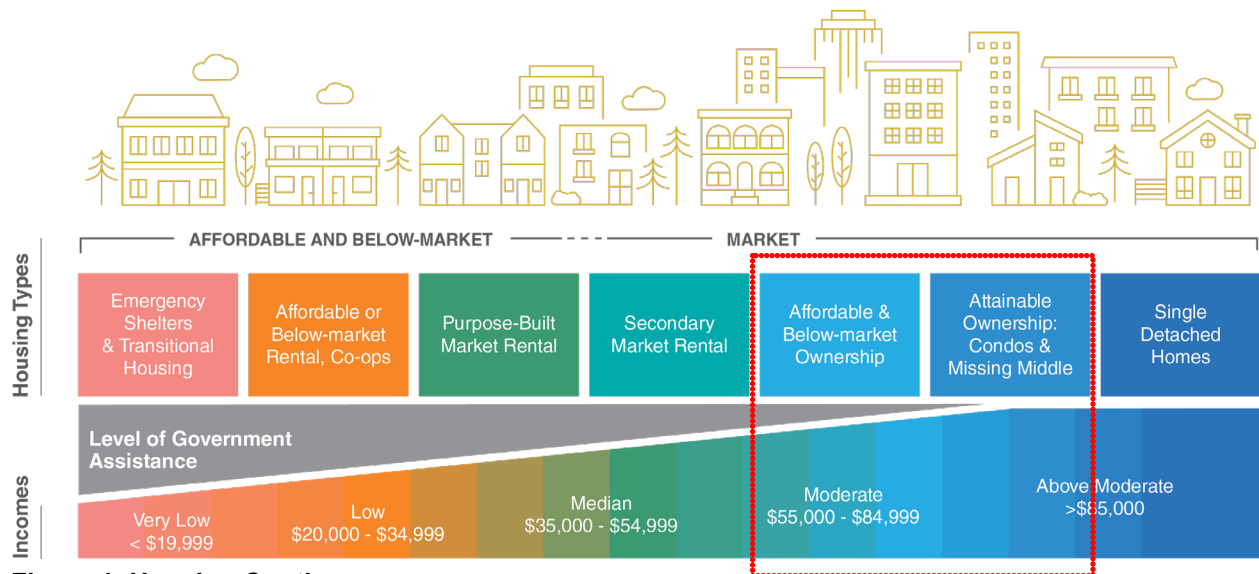 AFFORDABLE AND BELOW-MARKET
MARKET
Housing Types
Emergency
Shelters
& Transitional
Housing
Affordable or
Below-market
Rental, Co-ops
Purpose-Built
Market Rental
Secondary
Market Rental
Affordable &
Below-market
Ownership
Attainable
Ownership:
Condos &
Missing Middle
Single
Detached
Homes
Level of Government
Assistance
Incomes
Very Low
< $19,999
Low
$20,000 - $34,999
Median
$35,000 - $54,999
Moderate
$55,000 - $84,999
Above Moderate
>$85,000